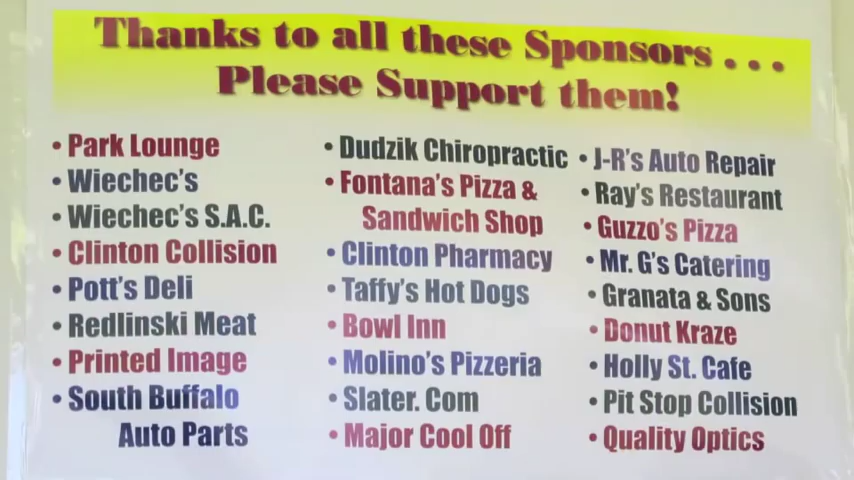 Thanks to all these Sponsors . . .
Please Support them!
• Park Lounge
• Wiechec's
• Wiechec's S.A.C.
• Clinton Collision
• Pott's Deli
• Redlinski Meat
• Printed Image
• South Buffalo
Auto Parts
• Dudzik Chiropractic
• Fontana's Pizza &
Sandwich Shop
• Clinton Pharmacy
• Taffy's Hot Dogs
• Bowl Inn
• Molino's Pizzeria
• Slater. Com
• Major Cool Off
• J-R's Auto Repair
• Ray's Restaurant
• Guzzo's Pizza
• Mr. G's Catering
• Granata & Sons
• Donut Kraze
• Holly St. Cafe
• Pit Stop Collision
• Quality Optics